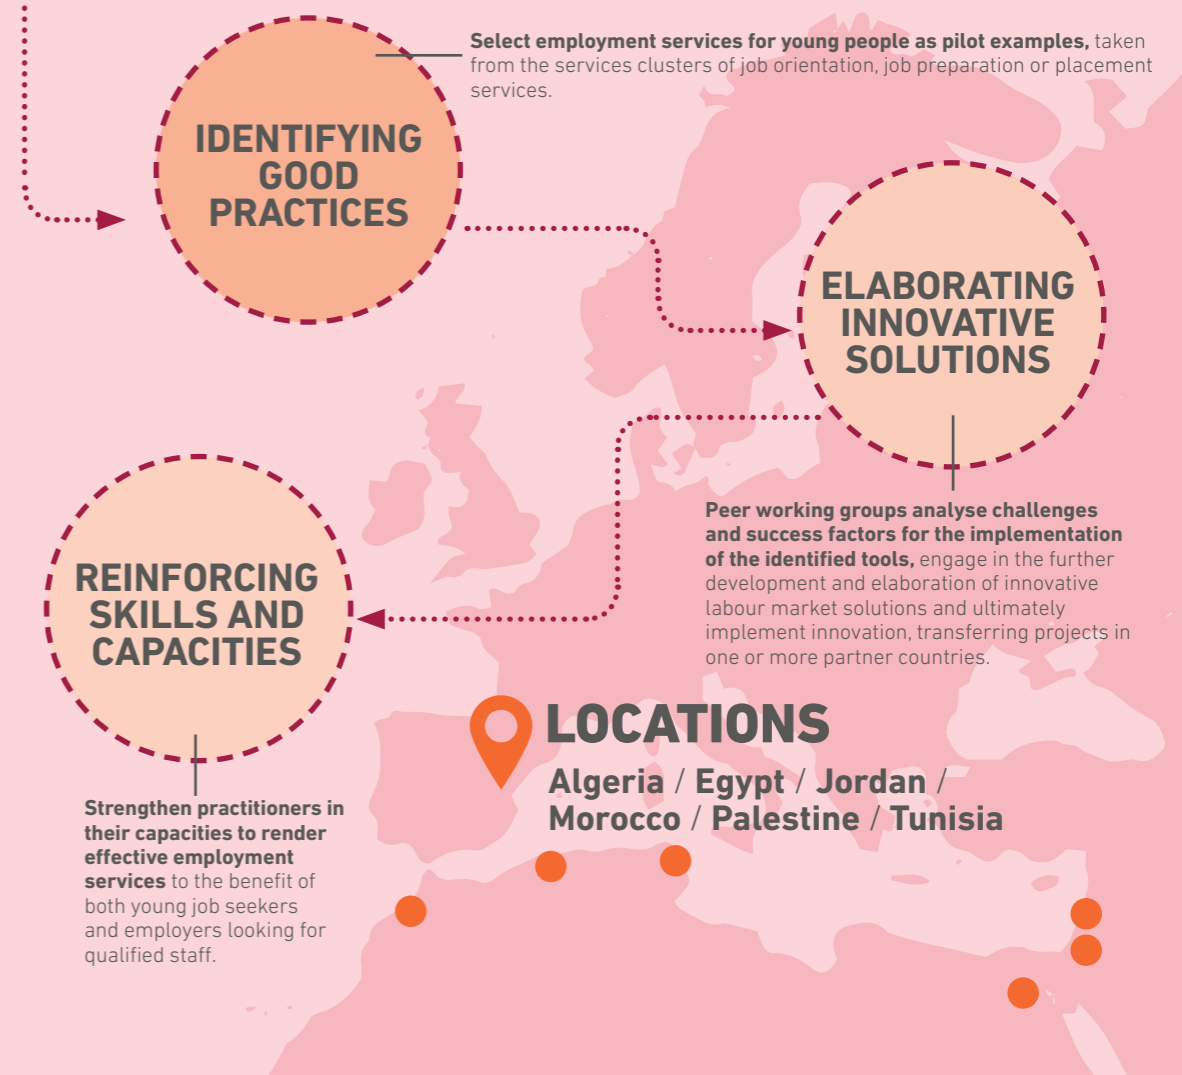 Select employment services for young people as pilot examples, taken
from the services clusters of job orientation, job preparation or placement
services.
IDENTIFYING
GOOD
PRACTICES
ELABORATING
INNOVATIVE
SOLUTIONS
Peer working groups analyse challenges
and success factors for the implementation
of the identified tools, engage in the further
development and elaboration of innovative
labour market solutions and ultimately
implement innovation, transferring projects in
one or more partner countries.
REINFORCING
SKILLS AND
CAPACITIES
Strengthen practitioners in
their capacities to render
effective employment
services to the benefit of
both young job seekers
and employers looking for
qualified staff.
LOCATIONS
Algeria / Egypt / Jordan /
Morocco / Palestine / Tunisia